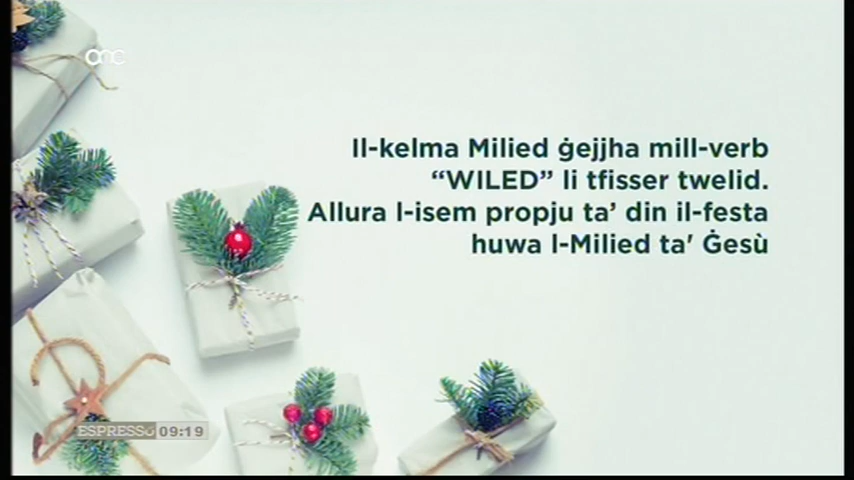 one
Il-kelma Milied ġejjha mill-verb
“WILED” li tfisser twelid.
Allura l-isem propju ta’ din il-festa
huwa l-Milied ta' Ġesù
ESPRESSO 09:19